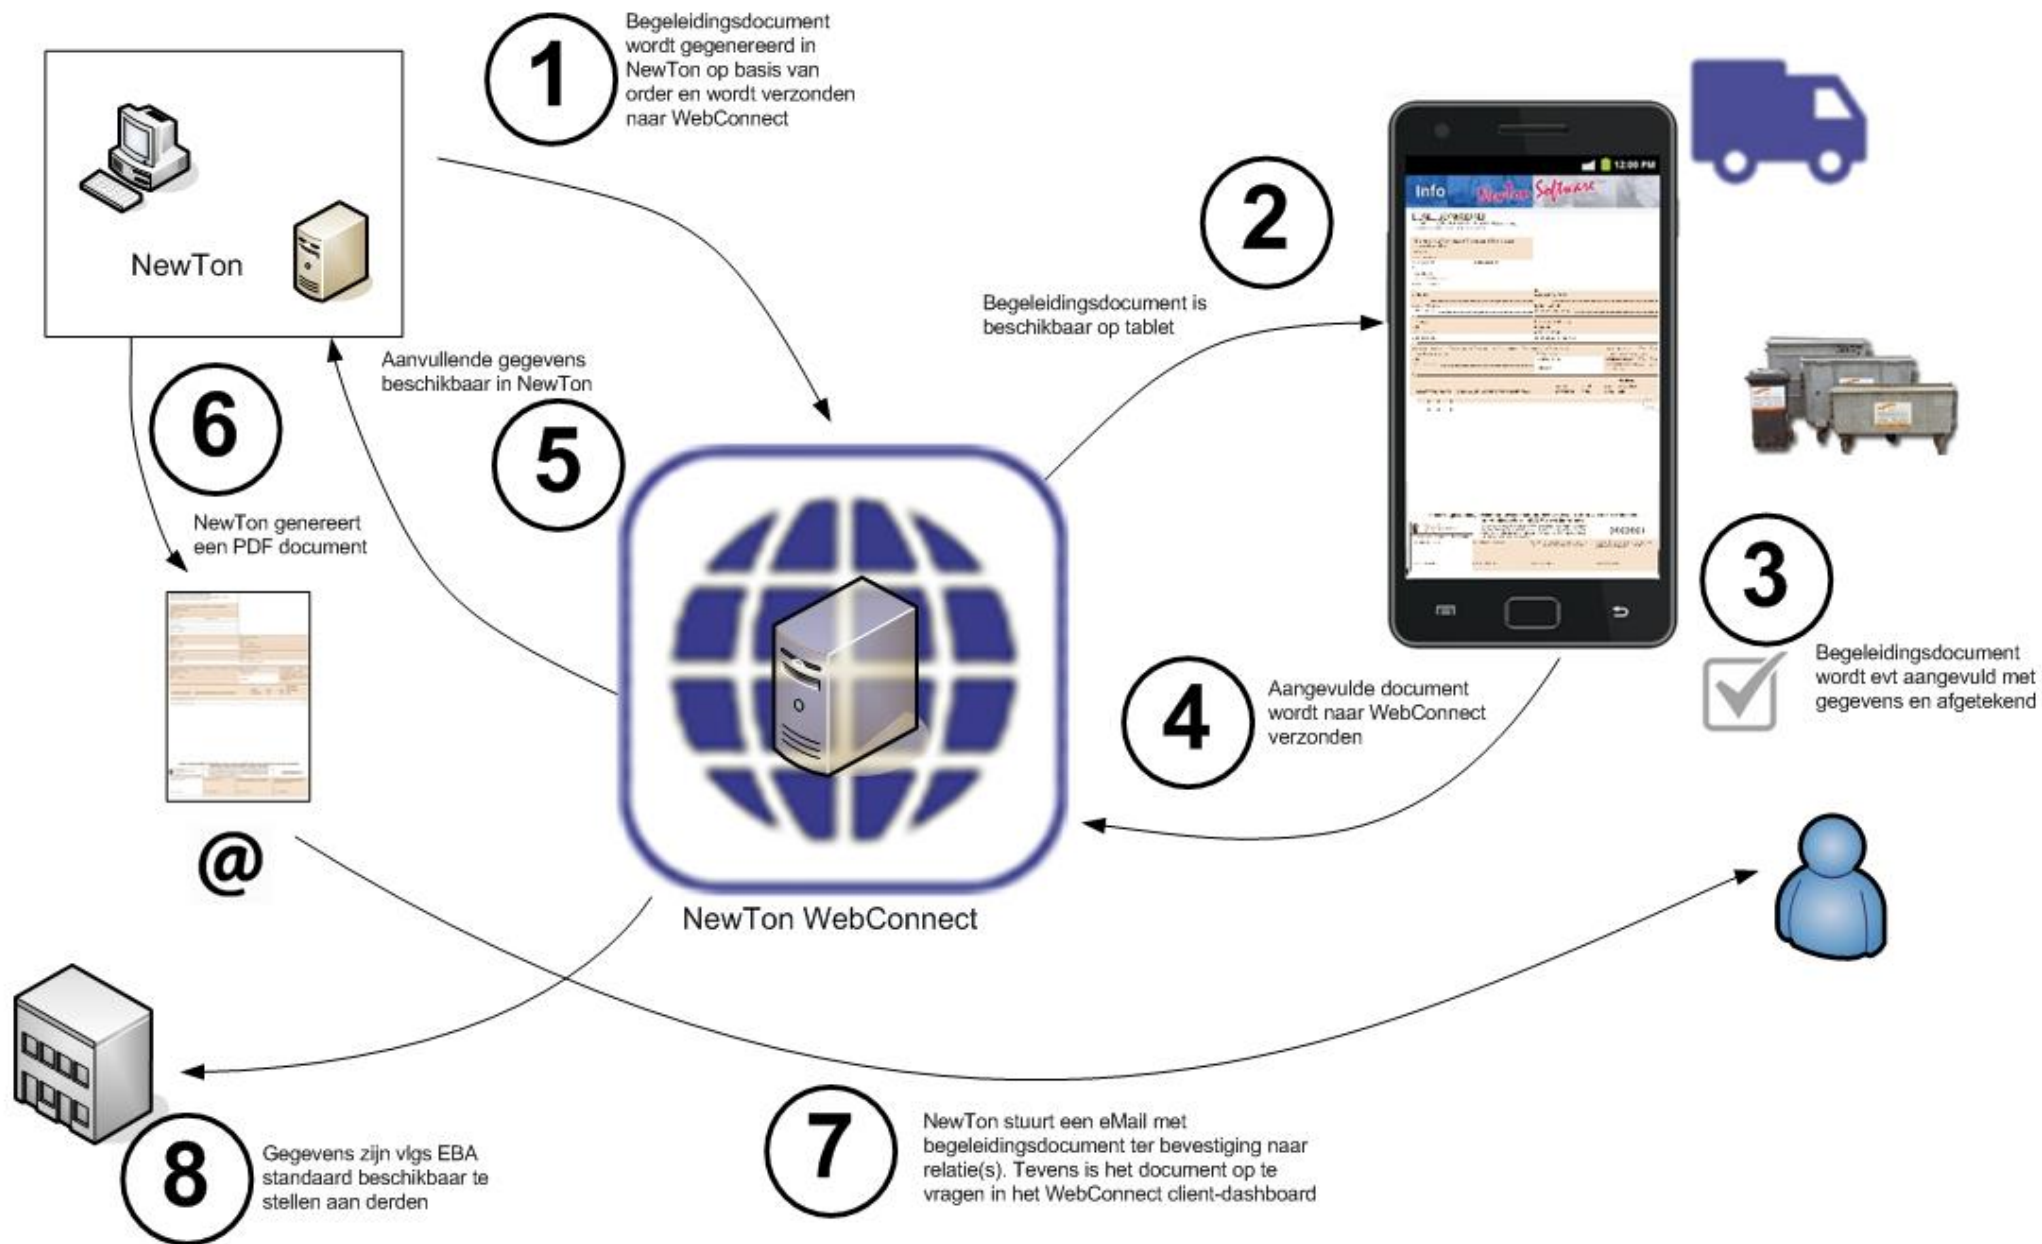 1
Begeleidingsdocument
wordt gegenereerd in
NewTon op basis van
order en wordt verzonden
naar WebConnect
NewTon
2
Begeleidingsdocument is
beschikbaar op tablet
12:00 PM
Info
NewTon Software
3
Begeleidingsdocument
wordt evt aangevuld met
gegevens en afgetekend
4
Aangevulde document
wordt naar WebConnect
verzonden
5
Aanvullende gegevens
beschikbaar in NewTon
6
NewTon genereert
een PDF document
@
NewTon WebConnect
7
NewTon stuurt een eMail met
begeleidingsdocument ter bevestiging naar
relatie(s). Tevens is het document op te
vragen in het WebConnect client-dashboard
8
Gegevens zijn vlgs EBA
standaard beschikbaar te
stellen aan derden